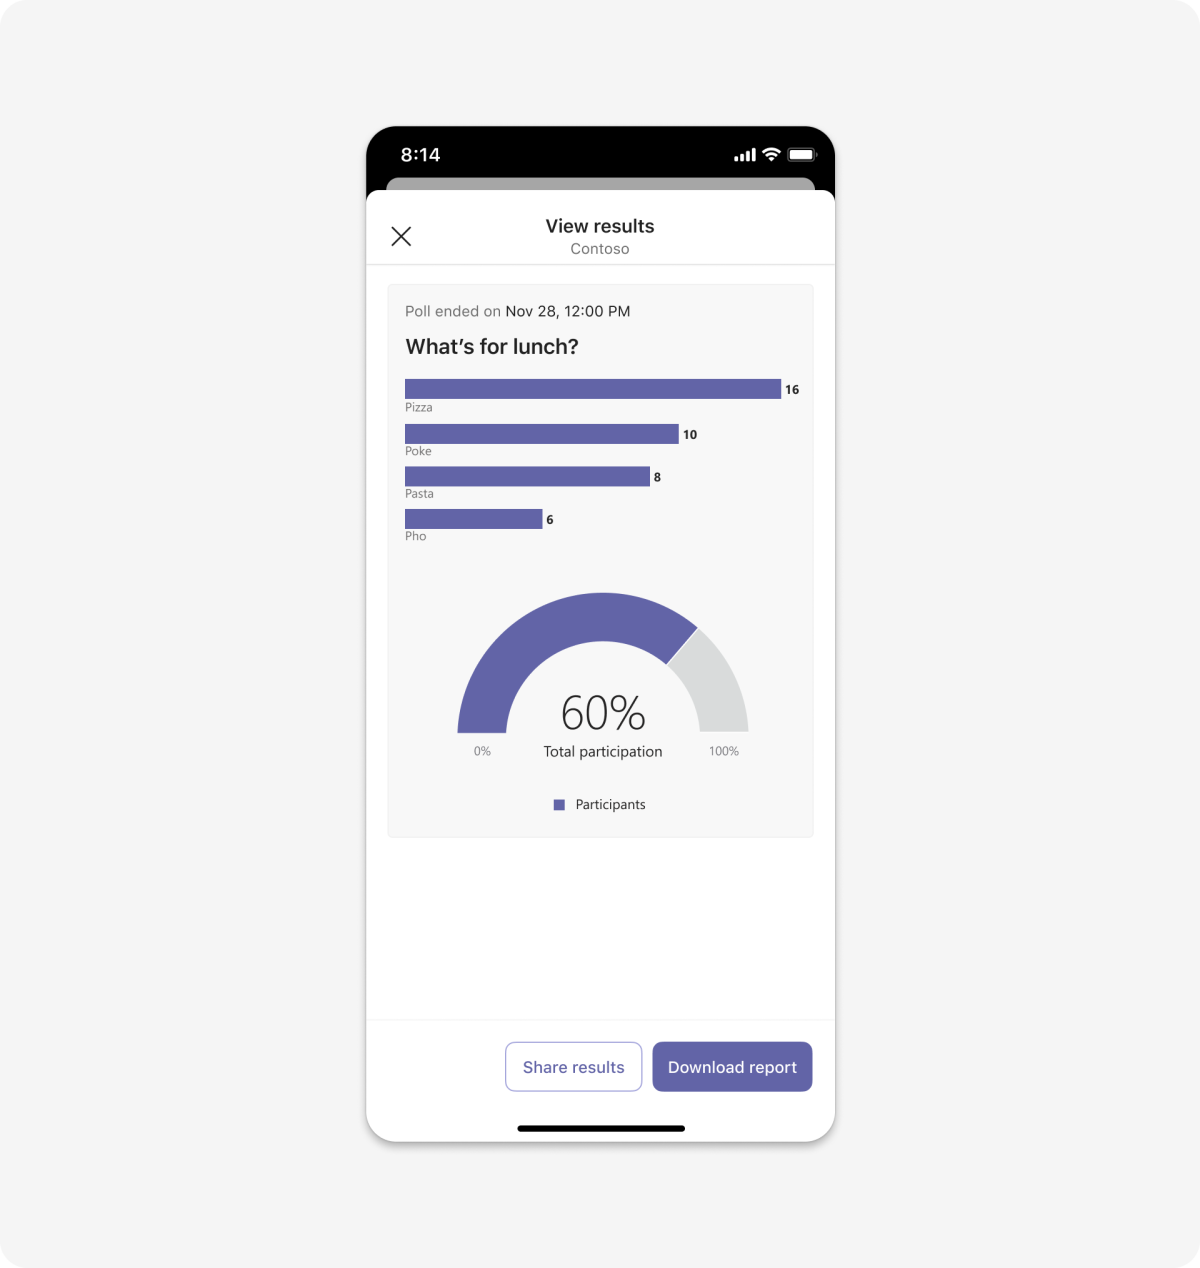 8:14
View results
Contoso
Poll ended on Nov 28, 12:00 PM
What’s for lunch?
16
Pizza
10
Poke
8
Pasta
6
Pho
60%
0%
Total participation
100%
Participants
Share results
Download report